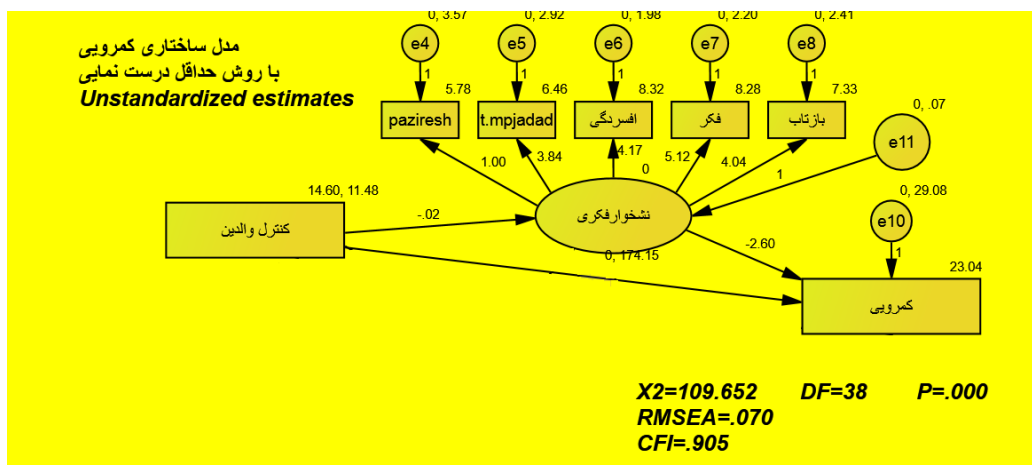 مدل ساختاری کمرویی
با روش حداقل درست نمایی
Unstandardized estimates
0, 3.57
0, 2.92
0, 1.98
0, 2.20
0, 2.41
e4
e5
e6
e7
e8
1
1
1
1
1
5.78
6.46
8.32
8.28
7.33
paziresh
t.mpjadad
افسردگی
فکر
بازتاب
0, .07
e11
1.00
3.84
4.17
5.12
4.04
1
0
نشخوارفکری
14.60, 11.48
کنترل والدین
-.02
0, 29.08
e10
1
-2.60
0, 174.15
23.04
کمرویی
X2=109.652 DF=38 P=.000
RMSEA=.070
CFI=.905